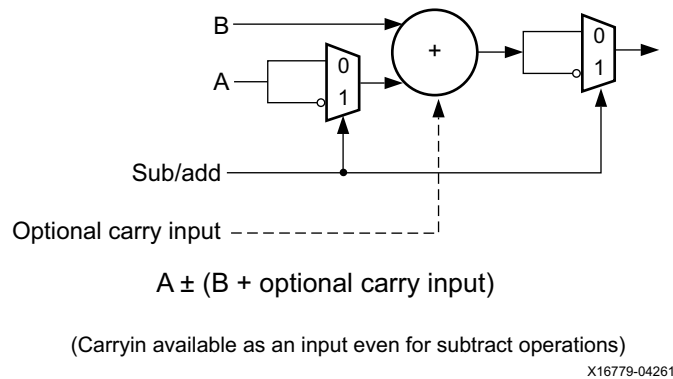 B
0
+
0
A
1
1
Sub/add
Optional carry input
A ± (B + optional carry input)
(Carryin available as an input even for subtract operations)
X16779-04261